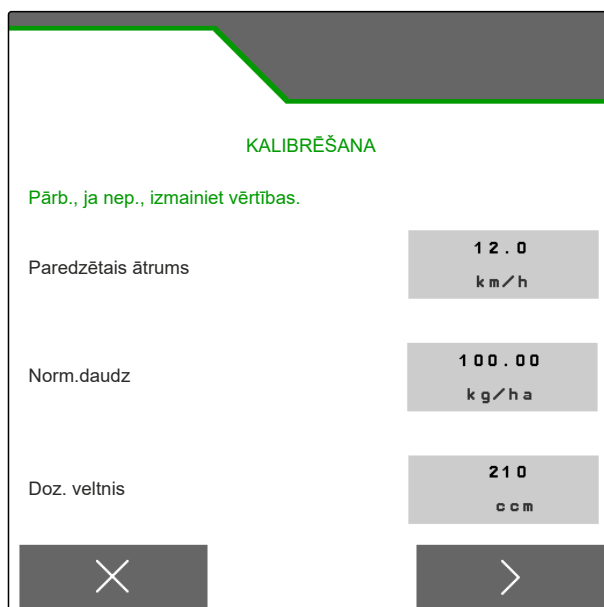 KALIBRĒŠANA
Pārb., ja nep., izmainiet vērtības.
Paredzētais ātrums
12.0
km/h
Norm.daudz
100.00
kg/ha
Doz. veltnis
210
ccm